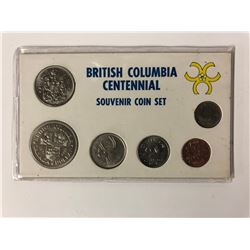 BRITISH COLUMBIA
CENTENNIAL
SOUVENIR COIN SET